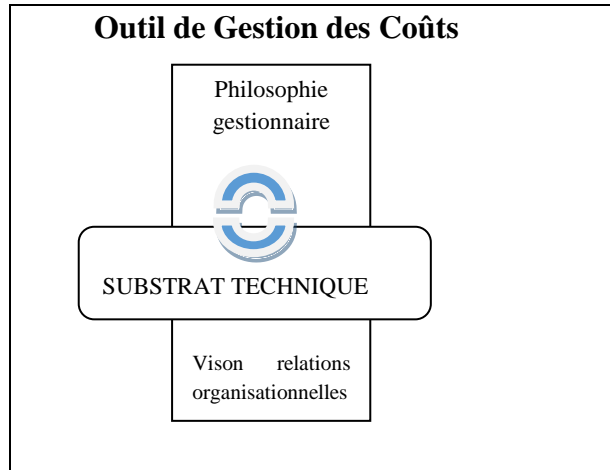 Outil de Gestion des Coûts
Philosophie
gestionnaire
SUBSTRAT TECHNIQUE
Vison relations
organisationnelles